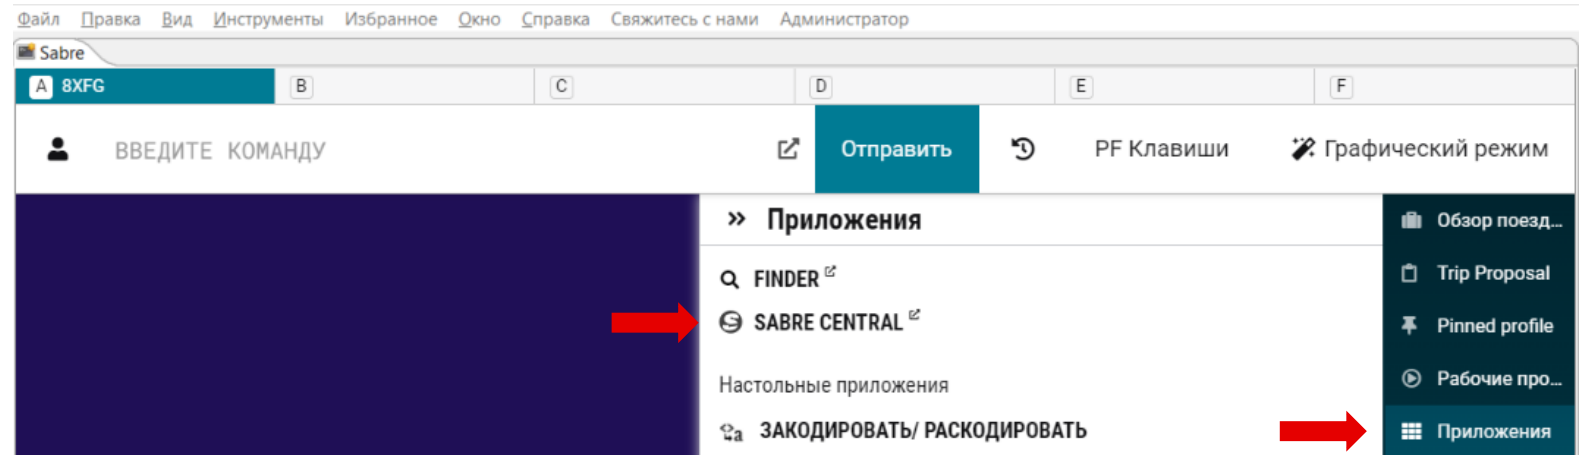 Файл Правка Вид Инструменты Избранное Окно Справка Свяжитесь с нами Администратор
Sabre
A 8XFG B C D E F
ВВЕДИТЕ КОМАНДУ Отправить PF Клавиши Графический режим
Приложения
FINDER
SABRE CENTRAL
Настольные приложения
ЗАКОДИРОВАТЬ/ РАСКОДИРОВАТЬ
Обзор поезд...
Trip Proposal
Pinned profile
Рабочие про...
Приложения